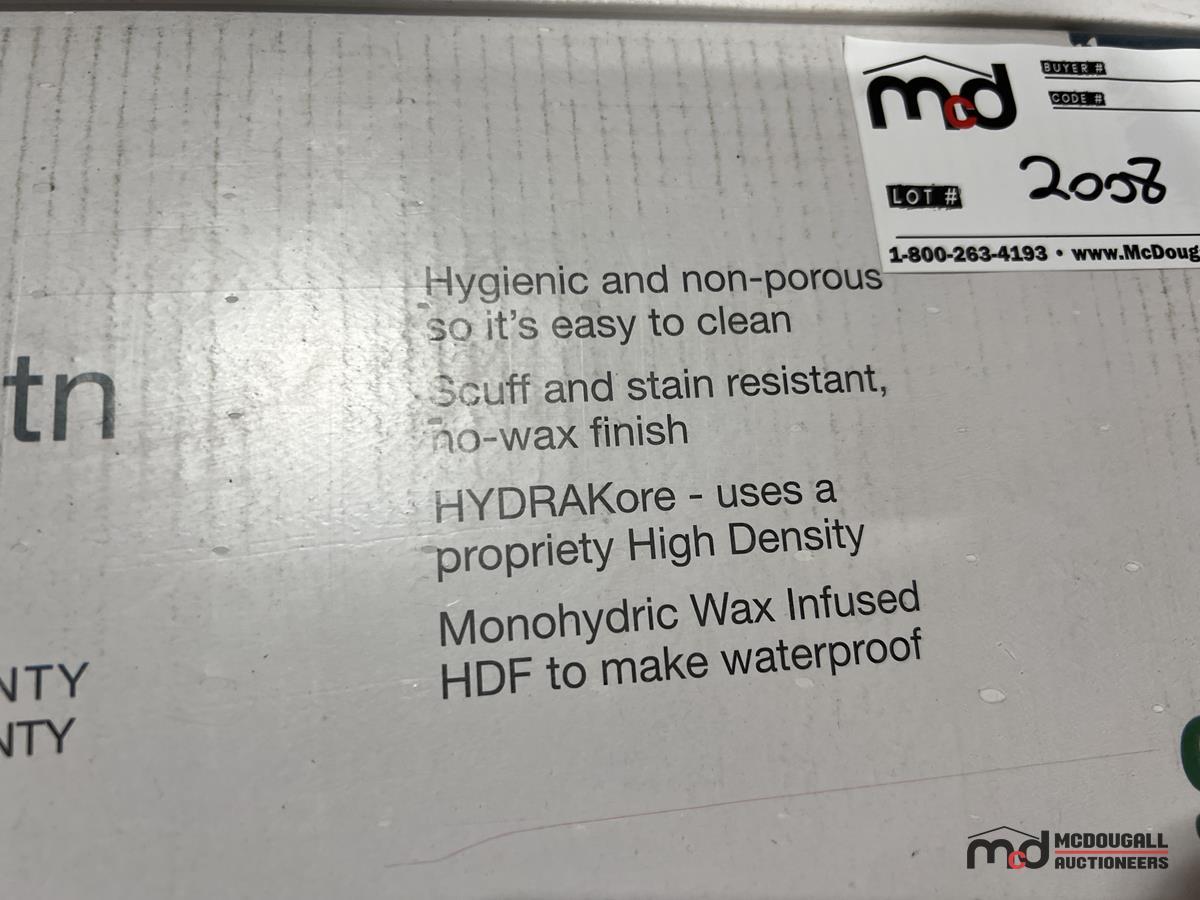 mcd
BUYER #
CODE #
LOT # 2008
1-800-263-4193 • www.McDoug
Hygienic and non-porous
so it's easy to clean
Scuff and stain resistant,
no-wax finish
HYDRAKore - uses a
propriety High Density
Monohydric Wax Infused
HDF to make waterproof
tn
NTY
NTY
mcd MCDOUGALL
AUCTIONEERS